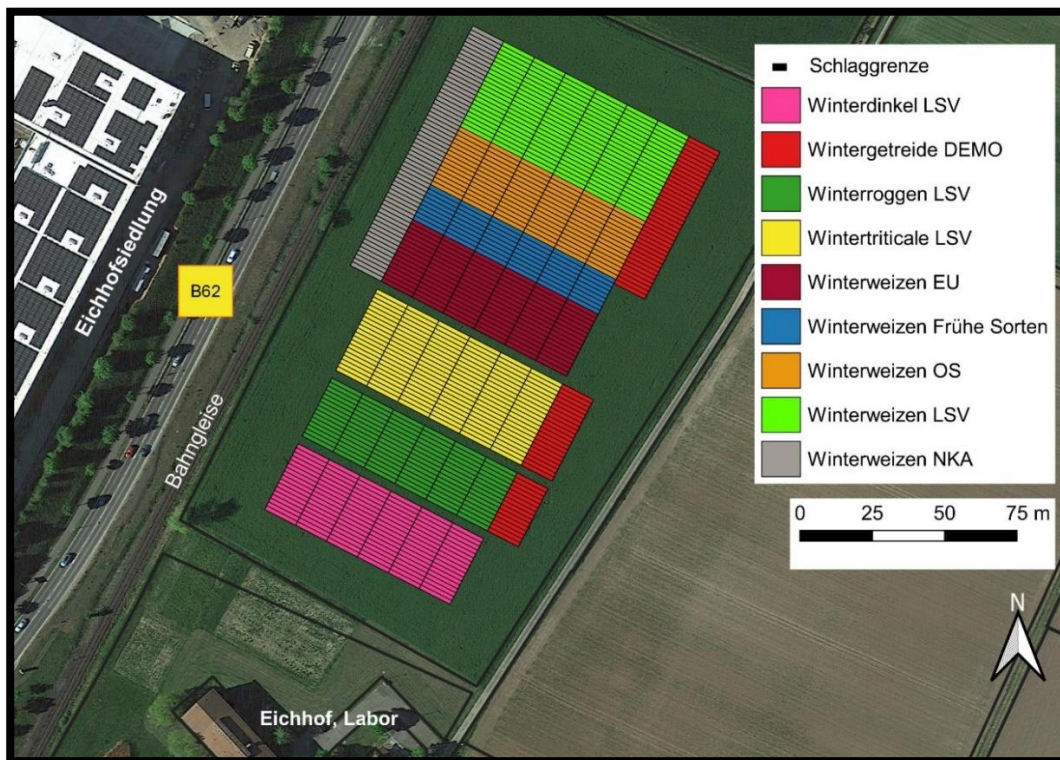 Eichhofsiedlung
B62
Bahngleise
Eichhof, Labor
Schlaggrenze
Winterdinkel LSV
Wintergetreide DEMO
Winterroggen LSV
Wintertriticale LSV
Winterweizen EU
Winterweizen Frühe Sorten
Winterweizen OS
Winterweizen LSV
Winterweizen NKA
0 25 50 75 m
N